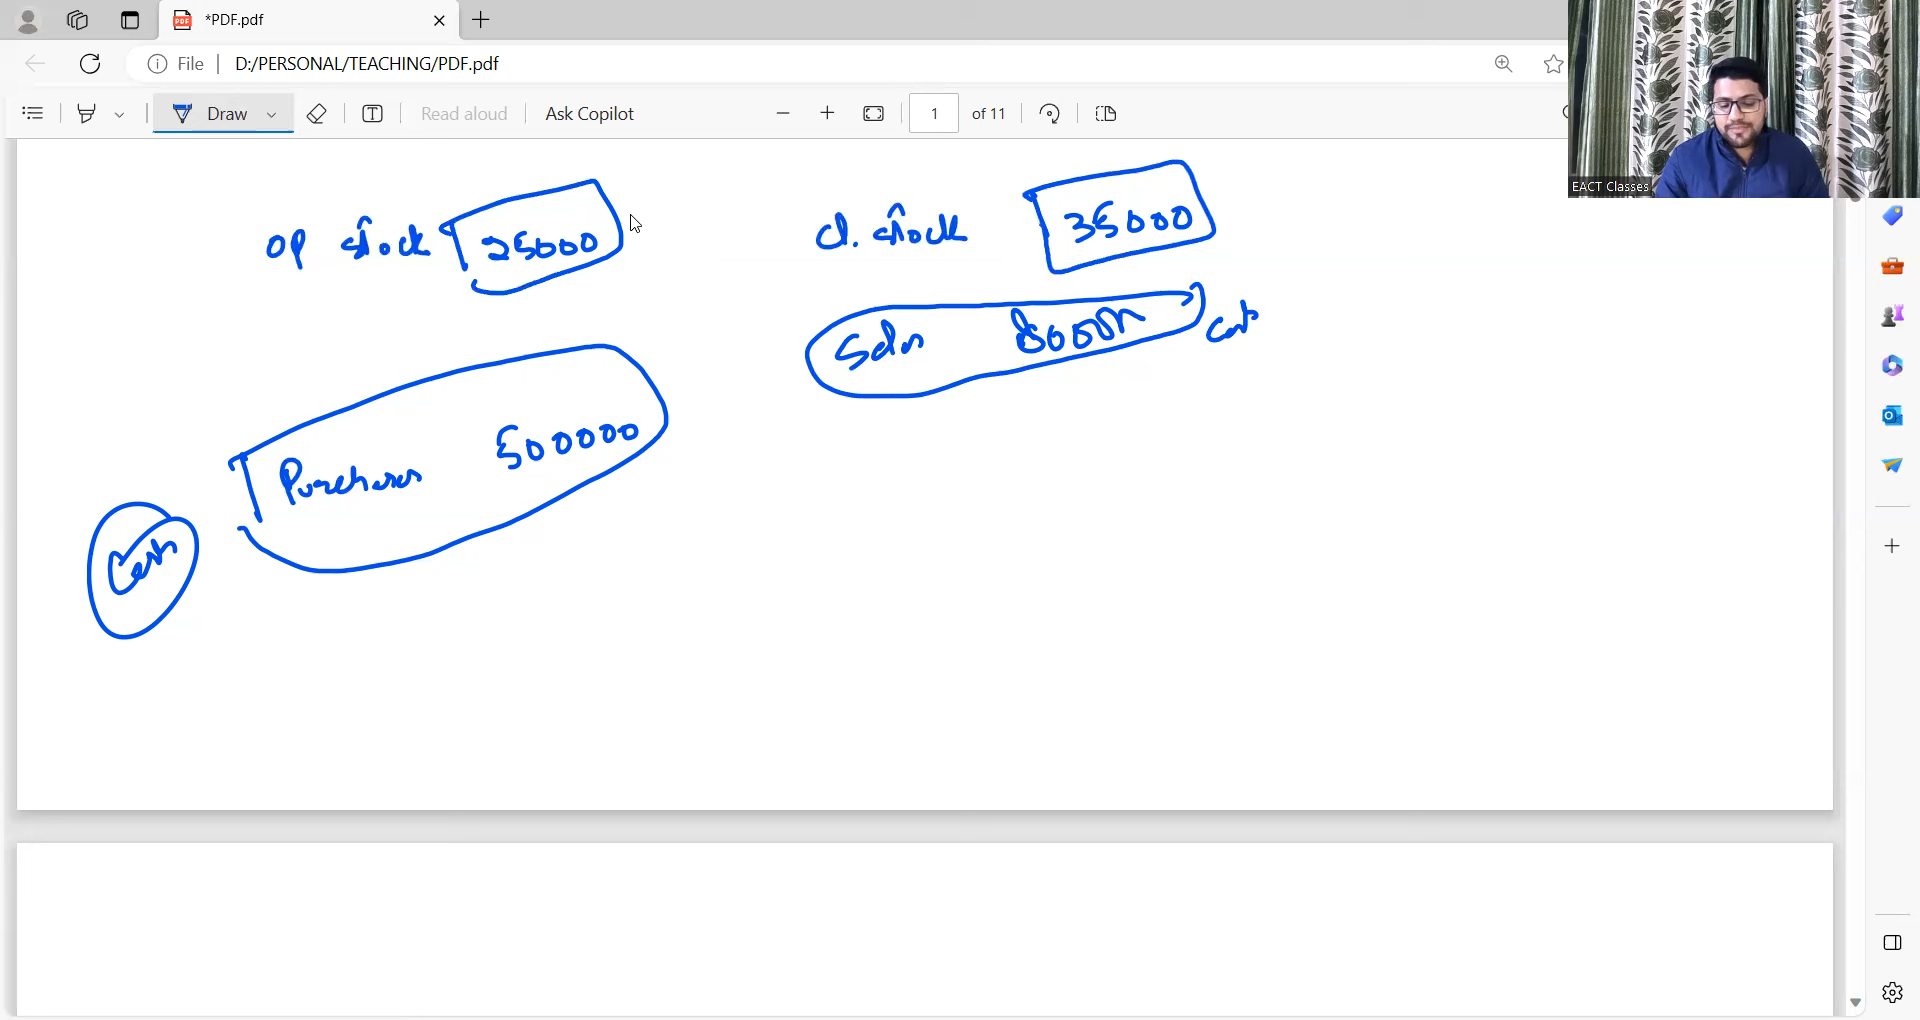 *PDF.pdf
File
D:/PERSONAL/TEACHING/PDF.pdf
Draw
Read aloud
Ask Copilot
1 of 11
EACT Classes
op stock 25000
cl. stock 35000
Sales
Purchases 500000
Cash